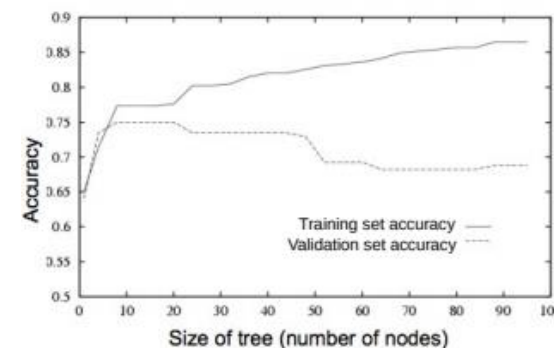 0.9
0.85
0.8
0.75
0.7
0.65
0.6
0.55
0.5
Accuracy
Training set accuracy
Validation set accuracy
0 10 20 30 40 50 60 70 80 90 10
Size of tree (number of nodes)